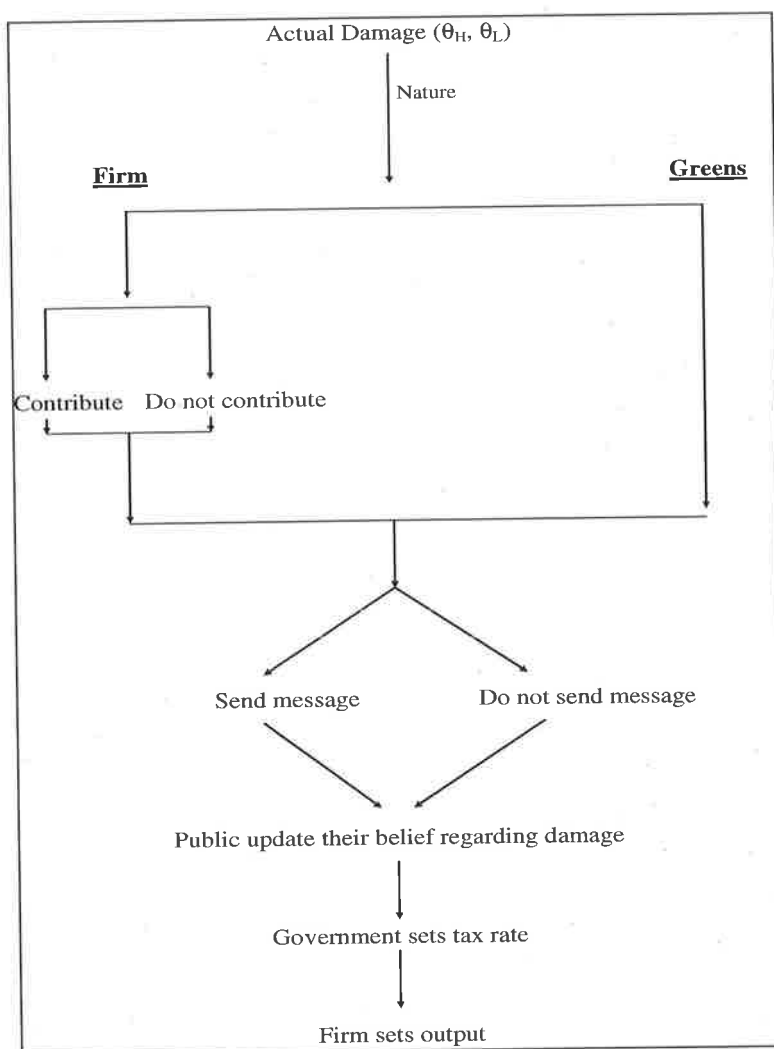 Actual Damage (θH, θL)
Nature
Firm
Greens
Contribute
Do not contribute
Send message
Do not send message
Public update their belief regarding damage
Government sets tax rate
Firm sets output